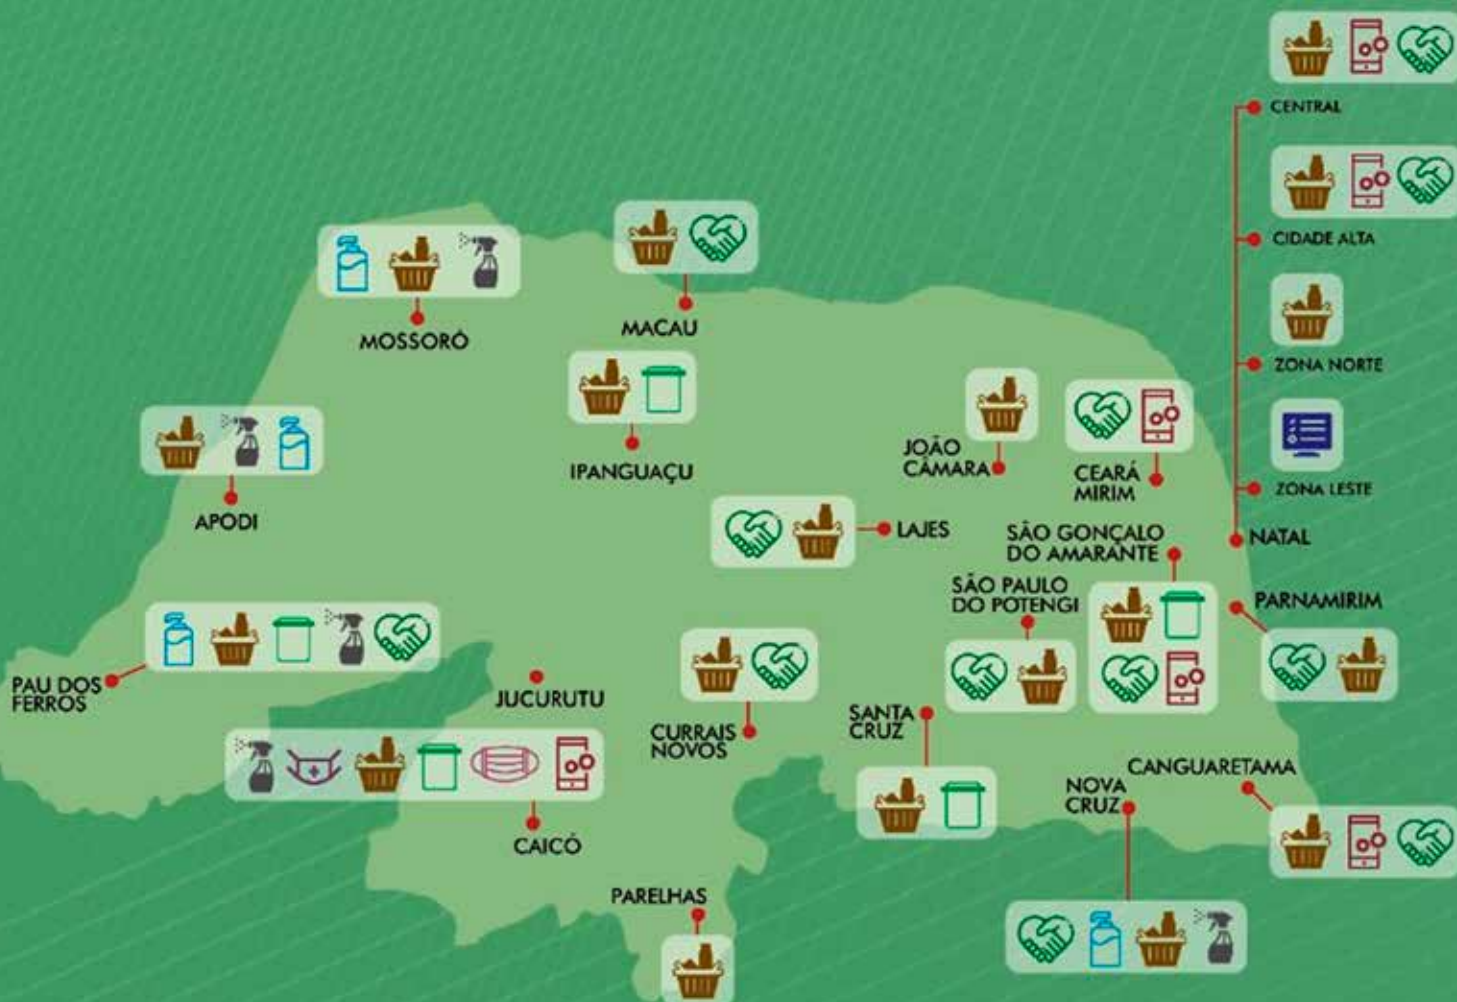 CENTRAL
CIDADE ALTA
ZONA NORTE
ZONA LESTE
NATAL
MOSSORÓ
MACAU
IPANGUAÇU
APODI
JOÃO
CÂMARA
CEARÁ
MIRIM
LAJES
SÃO GONÇALO
DO AMARANTE
SÃO PAULO
DO POTENGI
PARNAMIRIM
PAU DOS
FERROS
JUCURUTU
CURRAIS
NOVOS
SANTA
CRUZ
CANGUARETAMA
NOVA
CRUZ
CAICÓ
PARELHAS